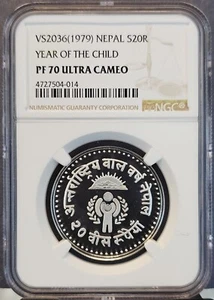 VS2036(1979) NEPAL S20R
YEAR OF THE CHILD
PF 70 ULTRA CAMEO
4727504-014
NUMISMATIC GUARANTY CORPORATION
NGC
अन्तर्राष्ट्रिय बाल वर्ष नेपाल
२० बीस रूपैयाँ